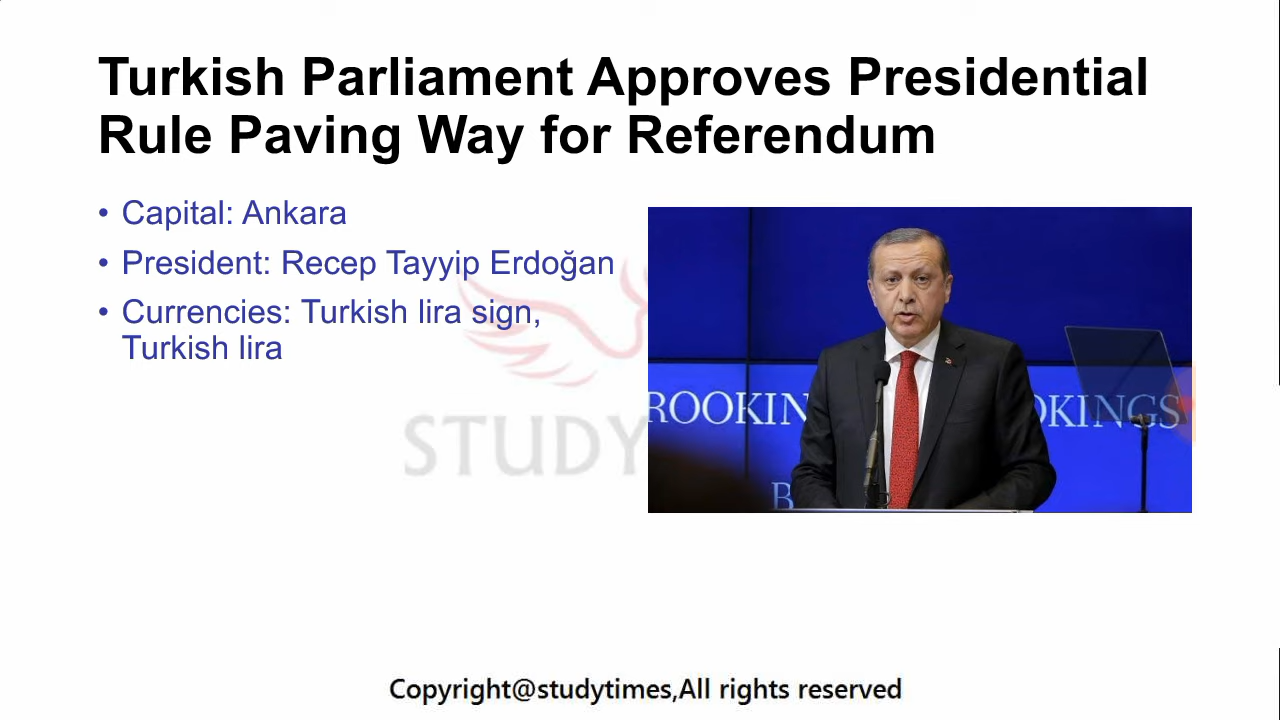 Turkish Parliament Approves Presidential
Rule Paving Way for Referendum
• Capital: Ankara
• President: Recep Tayyip Erdoğan
• Currencies: Turkish lira sign,
Turkish lira
STUDY
ROOKIN
OKINGS
B
Copyright@studytimes,All rights reserved